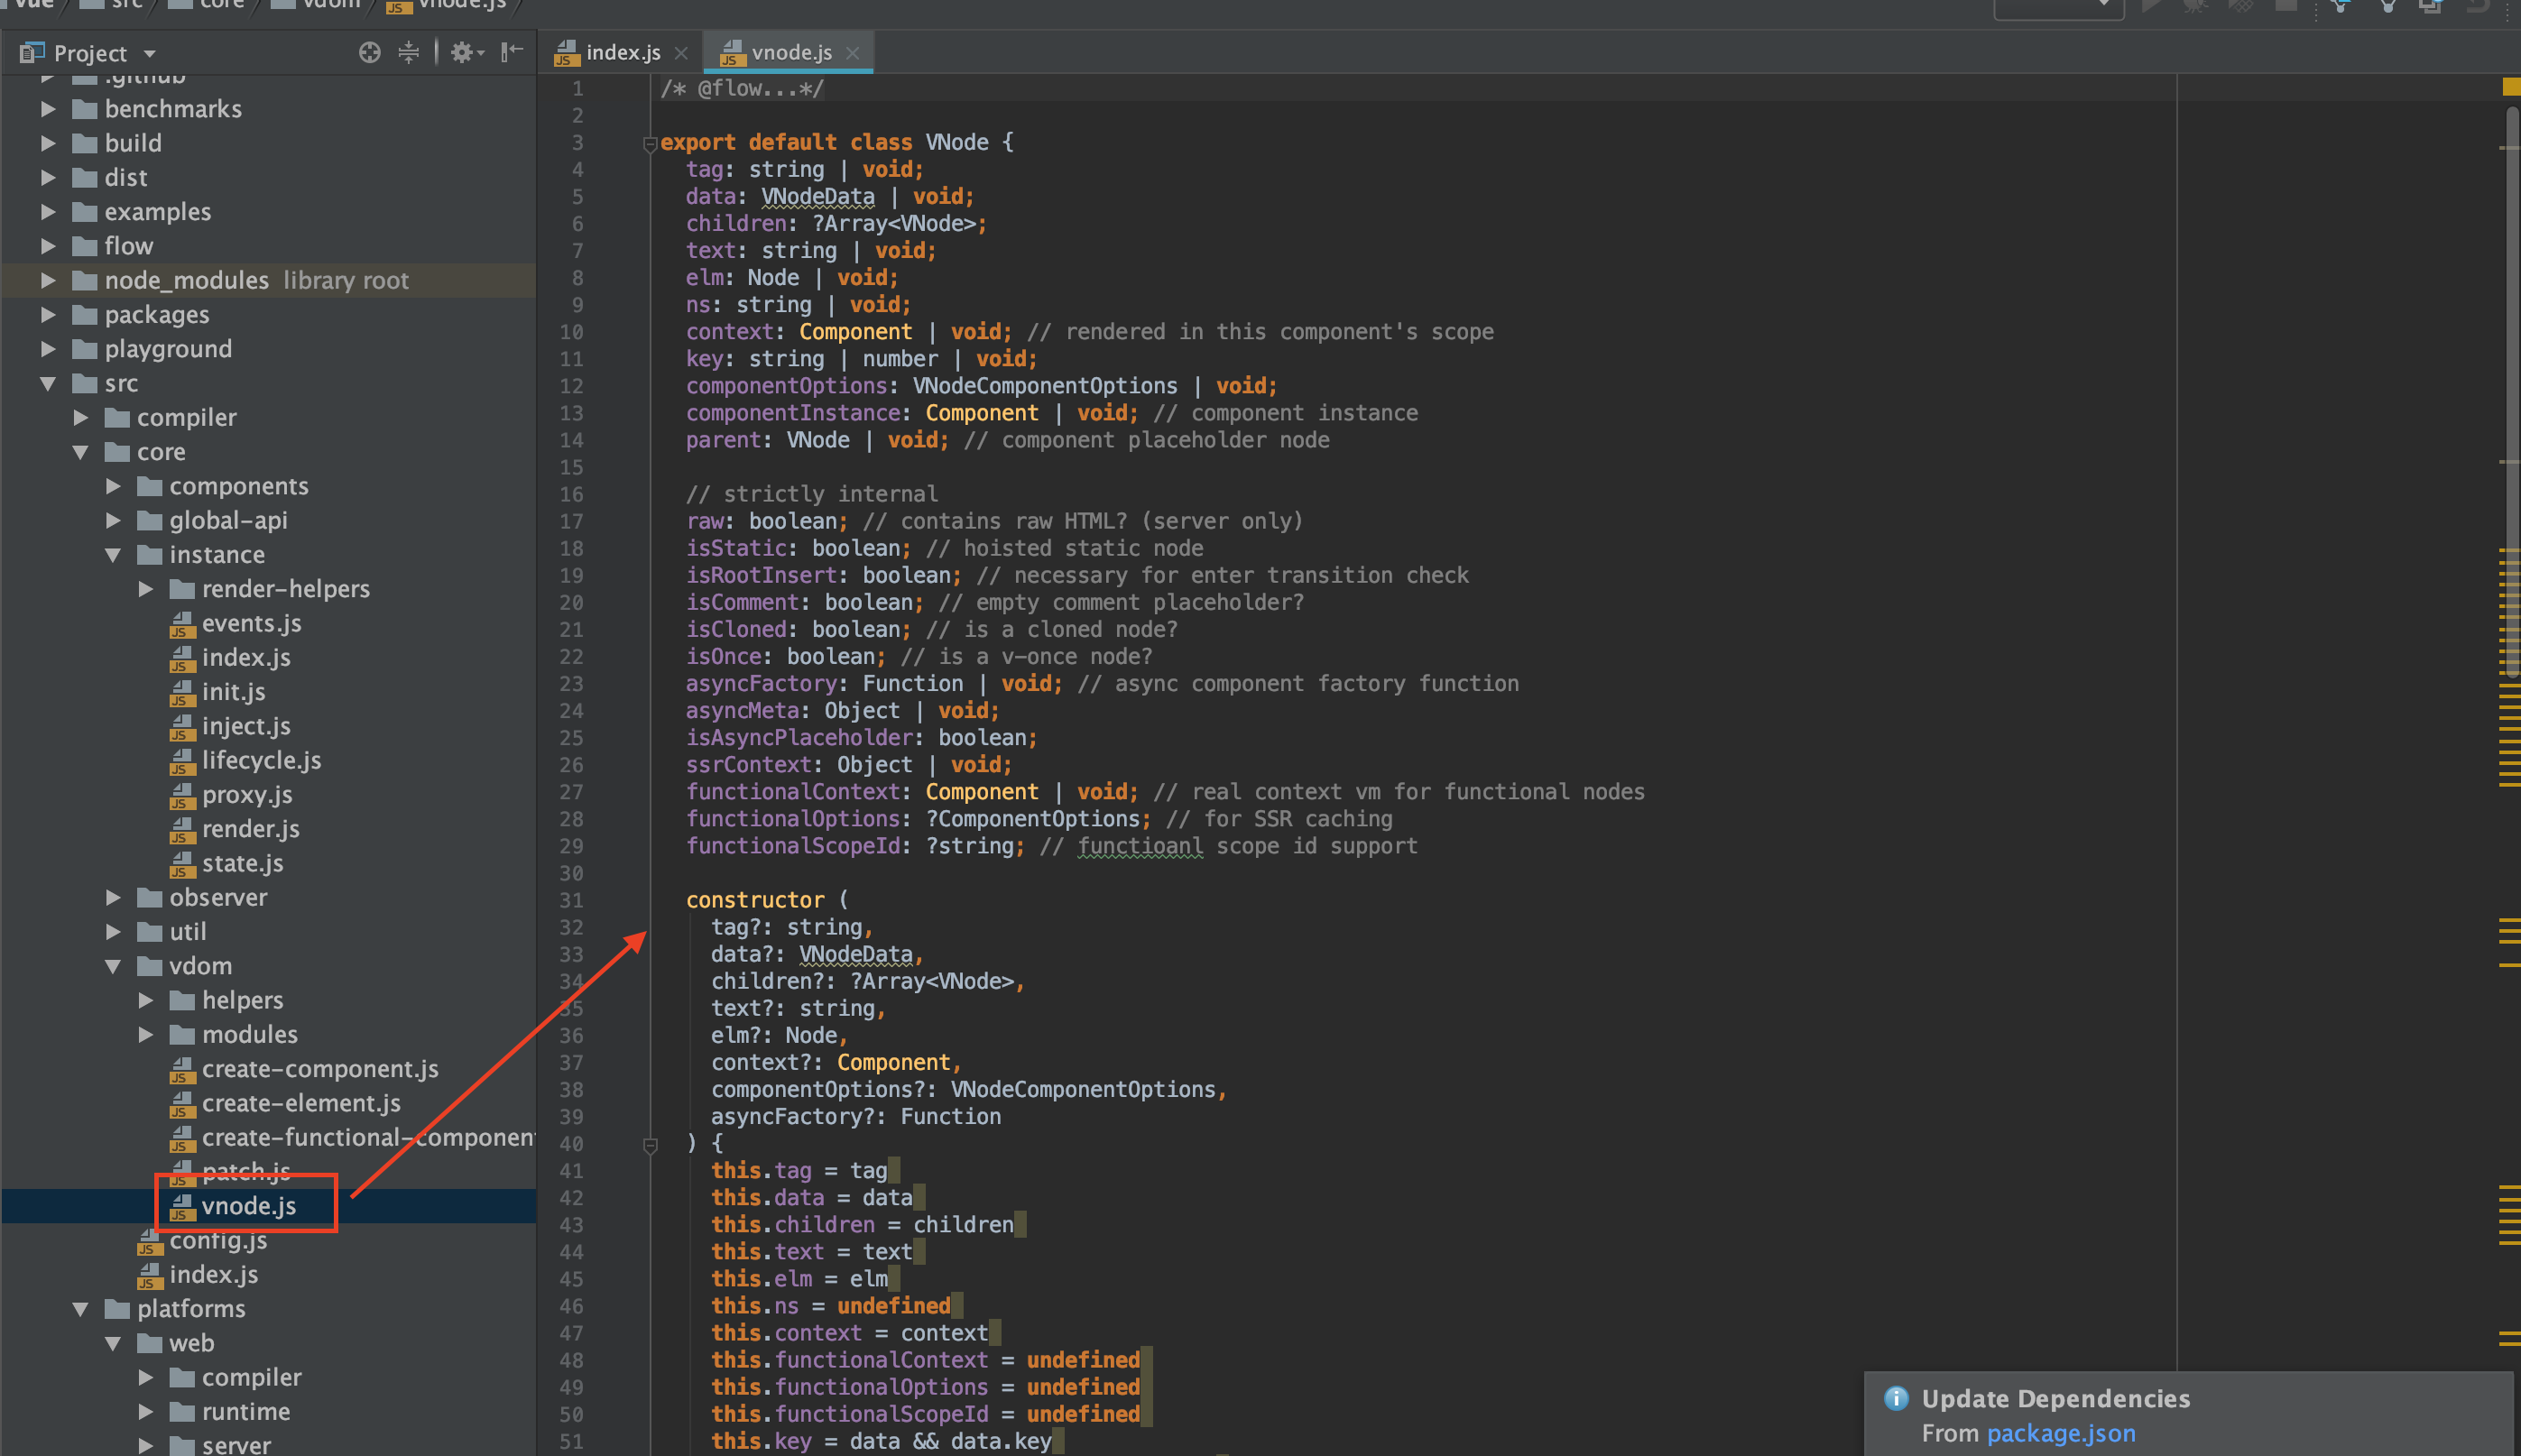 vue src core vdom vnode.js
Project
.github
benchmarks
build
dist
examples
flow
node_modules library root
packages
playground
src
compiler
core
components
global-api
instance
render-helpers
events.js
index.js
init.js
inject.js
lifecycle.js
proxy.js
render.js
state.js
observer
util
vdom
helpers
modules
create-component.js
create-element.js
create-functional-component
patch.js
vnode.js
config.js
index.js
platforms
web
compiler
runtime
server
index.js
vnode.js
1 /* @flow...*/
2
3 export default class VNode {
4 tag: string | void;
5 data: VNodeData | void;
6 children: ?Array<VNode>;
7 text: string | void;
8 elm: Node | void;
9 ns: string | void;
10 context: Component | void; // rendered in this component's scope
11 key: string | number | void;
12 componentOptions: VNodeComponentOptions | void;
13 componentInstance: Component | void; // component instance
14 parent: VNode | void; // component placeholder node
15
16 // strictly internal
17 raw: boolean; // contains raw HTML? (server only)
18 isStatic: boolean; // hoisted static node
19 isRootInsert: boolean; // necessary for enter transition check
20 isComment: boolean; // empty comment placeholder?
21 isCloned: boolean; // is a cloned node?
22 isOnce: boolean; // is a v-once node?
23 asyncFactory: Function | void; // async component factory function
24 asyncMeta: Object | void;
25 isAsyncPlaceholder: boolean;
26 ssrContext: Object | void;
27 functionalContext: Component | void; // real context vm for functional nodes
28 functionalOptions: ?ComponentOptions; // for SSR caching
29 functionalScopeId: ?string; // functioanl scope id support
30
31 constructor (
32 tag?: string,
33 data?: VNodeData,
34 children?: ?Array<VNode>,
35 text?: string,
36 elm?: Node,
37 context?: Component,
38 componentOptions?: VNodeComponentOptions,
39 asyncFactory?: Function
40 ) {
41 this.tag = tag
42 this.data = data
43 this.children = children
44 this.text = text
45 this.elm = elm
46 this.ns = undefined
47 this.context = context
48 this.functionalContext = undefined
49 this.functionalOptions = undefined
50 this.functionalScopeId = undefined
51 this.key = data && data.key
Update Dependencies
From package.json